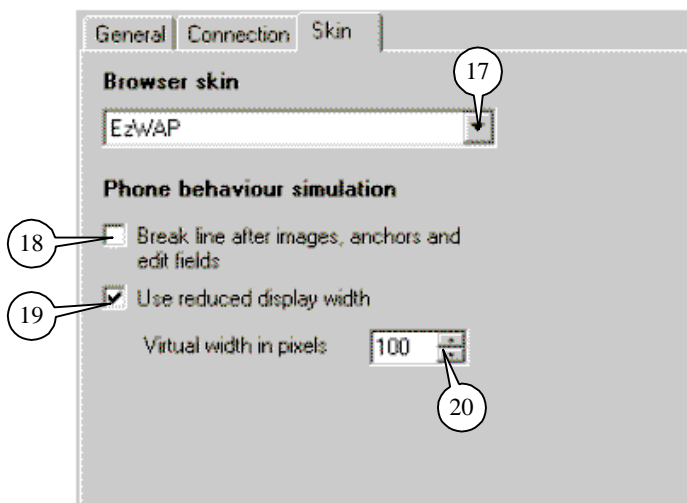 General Connection Skin
17
Browser skin
EzWAP
Phone behaviour simulation
18
Break line after images, anchors and
edit fields
19
Use reduced display width
Virtual width in pixels 100
20